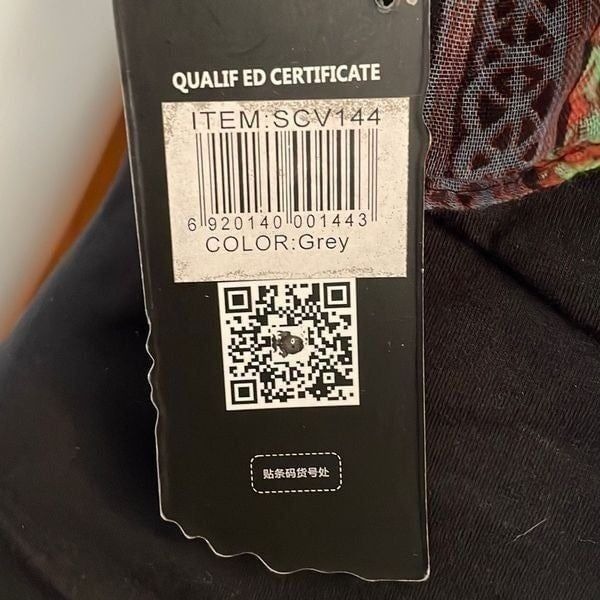 QUALIF ED CERTIFICATE
ITEM:SCV144
6 920140 001443
COLOR:Grey
贴条码货号处